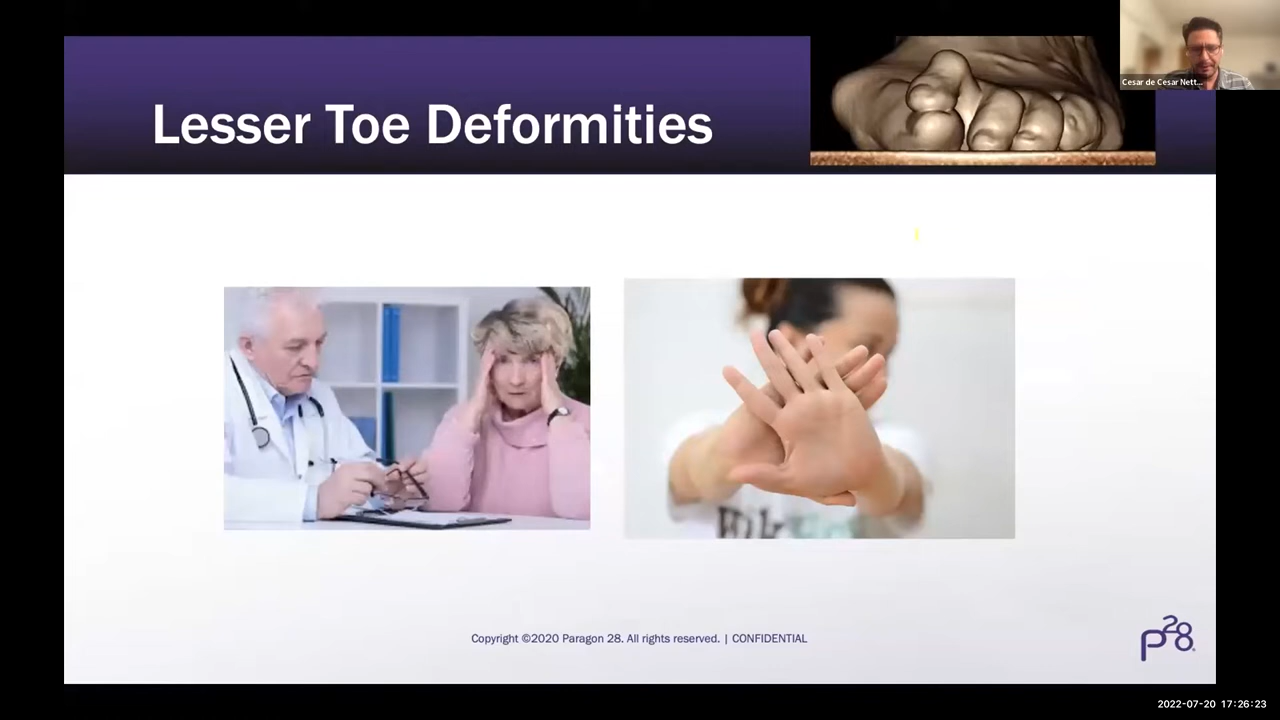 Cesar de Cesar Nett...
Lesser Toe Deformities
Copyright ©2020 Paragon 28. All rights reserved. | CONFIDENTIAL
p28
2022-07-20 17:26:23